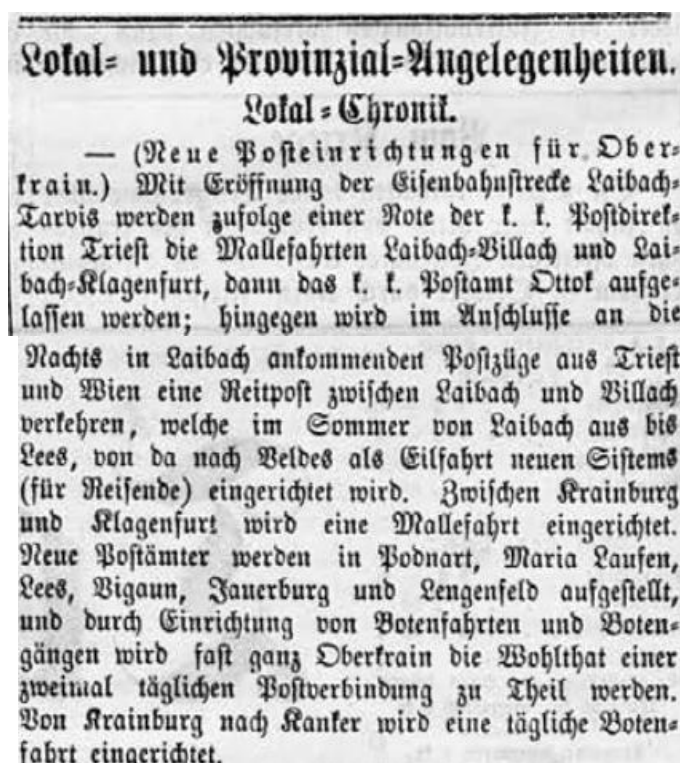 Lokal- und Provinzial-Angelegenheiten.
Lokal-Chronik.
— (Neue Posteinrichtungen für Ober-
krain.) Mit Eröffnung der Eisenbahnstrecke Laibach-
Tarvis werden zufolge einer Note der k. k. Postdirek-
tion Triest die Mallefahrten Laibach-Villach und Lai-
bach-Klagenfurt, dann das k. k. Postamt Ottok aufge-
lassen werden; hingegen wird im Anschlusse an die
Nachts in Laibach ankommenden Postzüge aus Triest
und Wien eine Reitpost zwischen Laibach und Villach
verkehren, welche im Sommer von Laibach aus bis
Lees, von da nach Veldes als Eilfahrt neuen Sistems
(für Reisende) eingerichtet wird. Zwischen Krainburg
und Klagenfurt wird eine Mallefahrt eingerichtet.
Neue Postämter werden in Podnart, Maria Laufen,
Lees, Vigaun, Jauerburg und Lengenfeld aufgestellt,
und durch Einrichtung von Botenfahrten und Boten-
gängen wird fast ganz Oberkrain die Wohlthat einer
zweimal täglichen Postverbindung zu Theil werden.
Von Krainburg nach Kanker wird eine tägliche Boten-
fahrt eingerichtet.